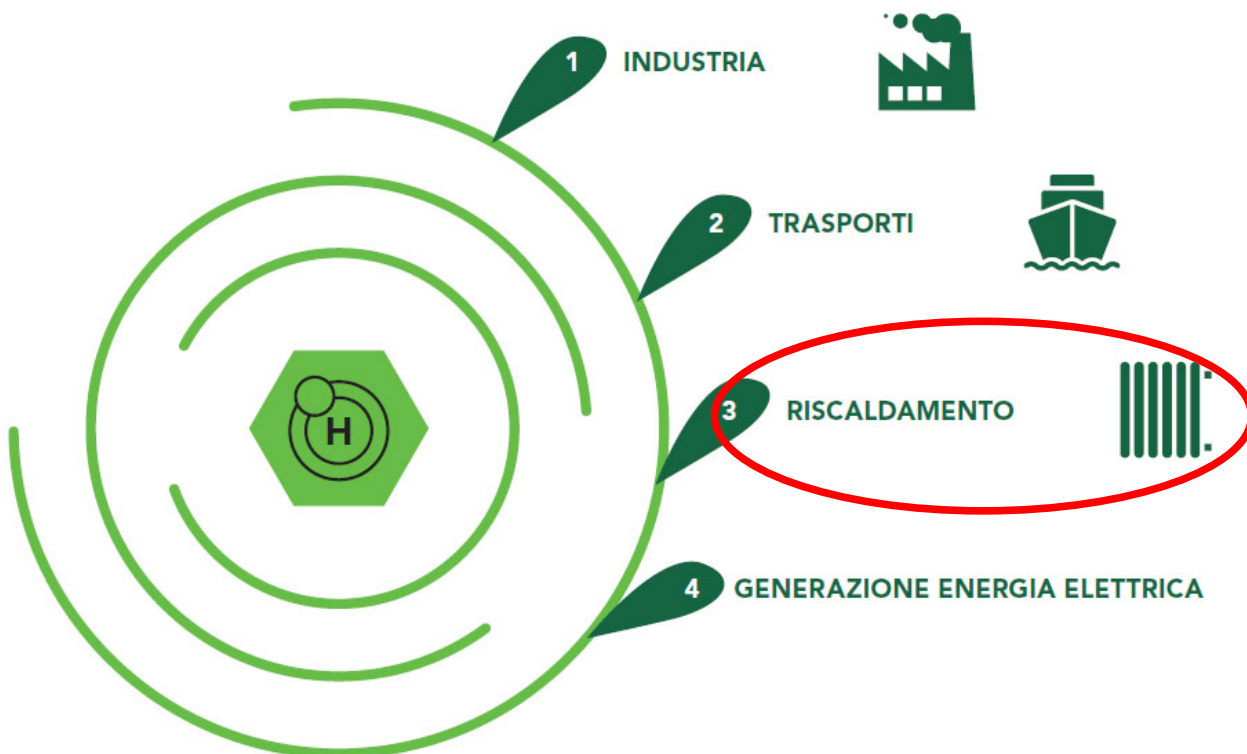 1 INDUSTRIA
2 TRASPORTI
H
3 RISCALDAMENTO
4 GENERAZIONE ENERGIA ELETTRICA